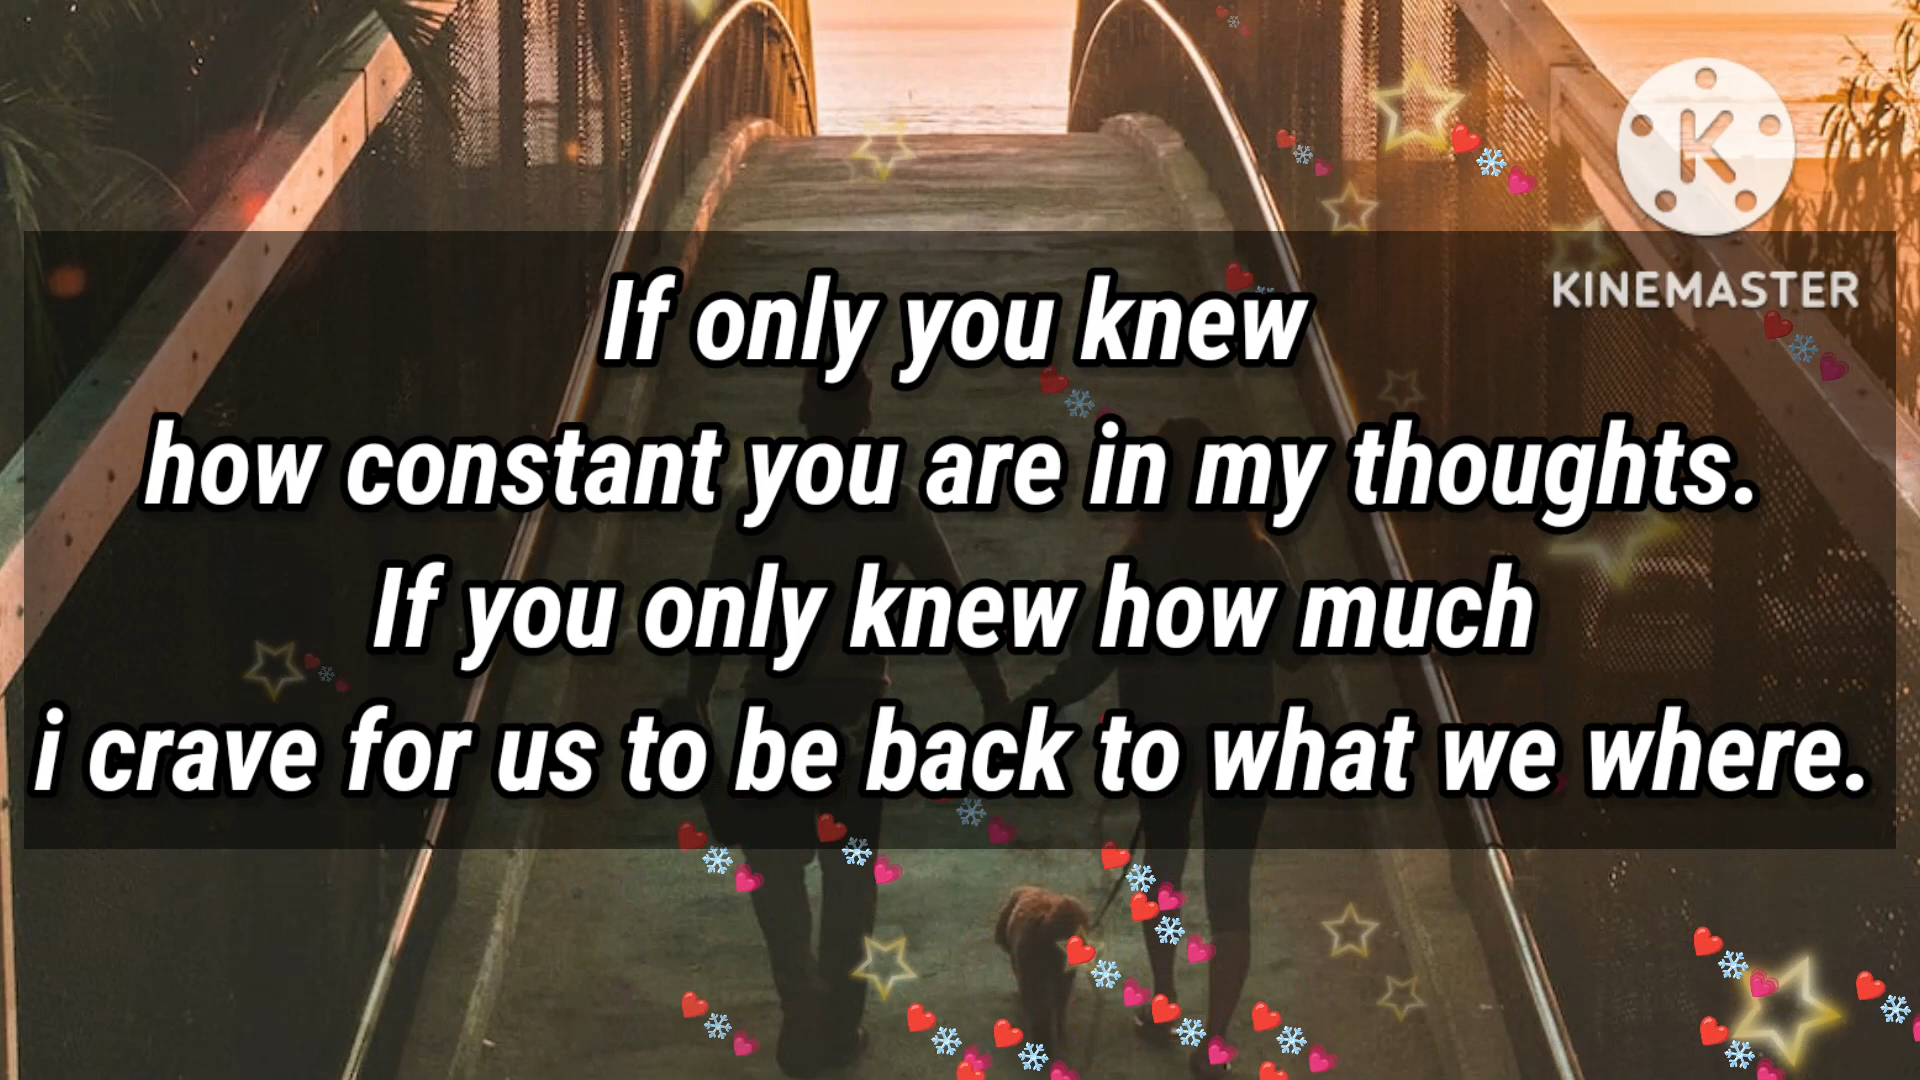 K
KINEMASTER
If only you knew
how constant you are in my thoughts.
If you only knew how much
i crave for us to be back to what we where.